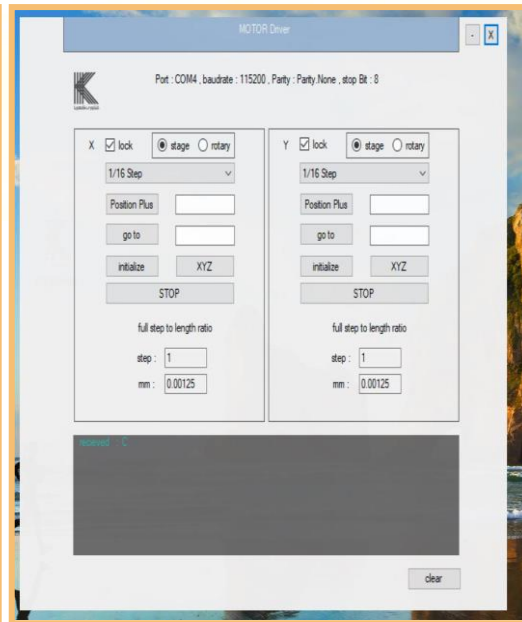 MOTOR Driver
X
Port : COM4 , baudrate : 115200 , Parity : Parity.None , stop Bit : 8
K
X lock stage rotary
1/16 Step
Position Plus
go to
initialize XYZ
STOP
full step to length ratio
step : 1
mm : 0.00125
Y lock stage rotary
1/16 Step
Position Plus
go to
initialize XYZ
STOP
full step to length ratio
step : 1
mm : 0.00125
recieved : C
clear